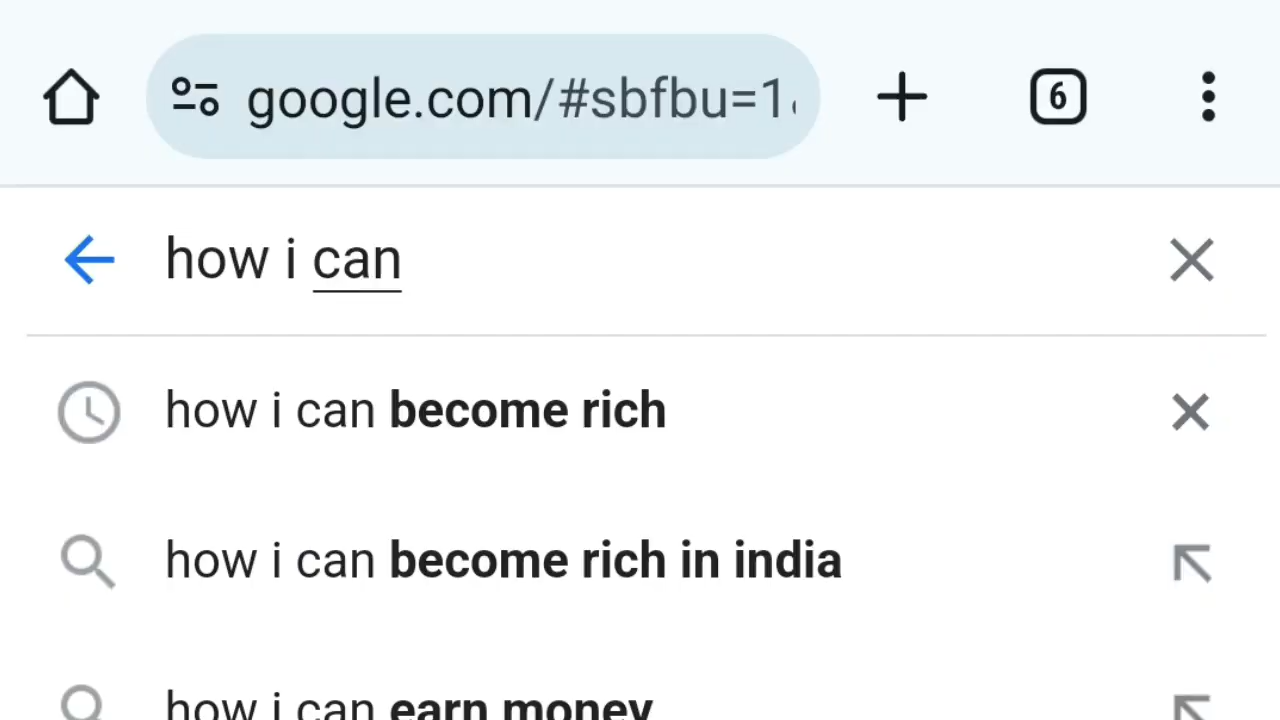 google.com/#sbfbu=1
6
how i can
how i can become rich
how i can become rich in india
how i can earn money